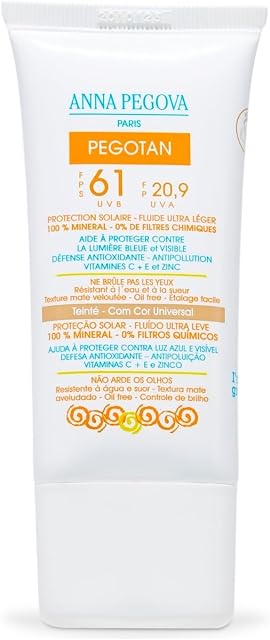 ANNA PEGOVA
PARIS
PEGOTAN
FPS 61 UVB FP 20,9 UVA
PROTECTION SOLAIRE - FLUIDE ULTRA LÉGER
100 % MINERAL - 0% DE FILTRES CHIMIQUES
AIDE À PROTEGER CONTRE
LA LUMIÈRE BLEUE et VISIBLE
DÉFENSE ANTIOXIDANTE - ANTIPOLLUTION
VITAMINES C + E et ZINC
NE BRÛLE PAS LES YEUX
Résistant à l'eau et à la sueur
Texture mate veloutée - Oil free - Etalage facile
Teinté - Com Cor Universal
PROTEÇÃO SOLAR - FLUÍDO ULTRA LEVE
100% MINERAL - 0% FILTROS QUÍMICOS
AJUDA À PROTEGER CONTRA LUZ AZUL E VISÍVEL
DEFESA ANTIOXIDANTE - ANTIPOLUIÇÃO
VITAMINAS C + E e ZINCO
NÃO ARDE OS OLHOS
Resistente à água e suor - Textura mate
aveludado - Oil free - Controle de brilho